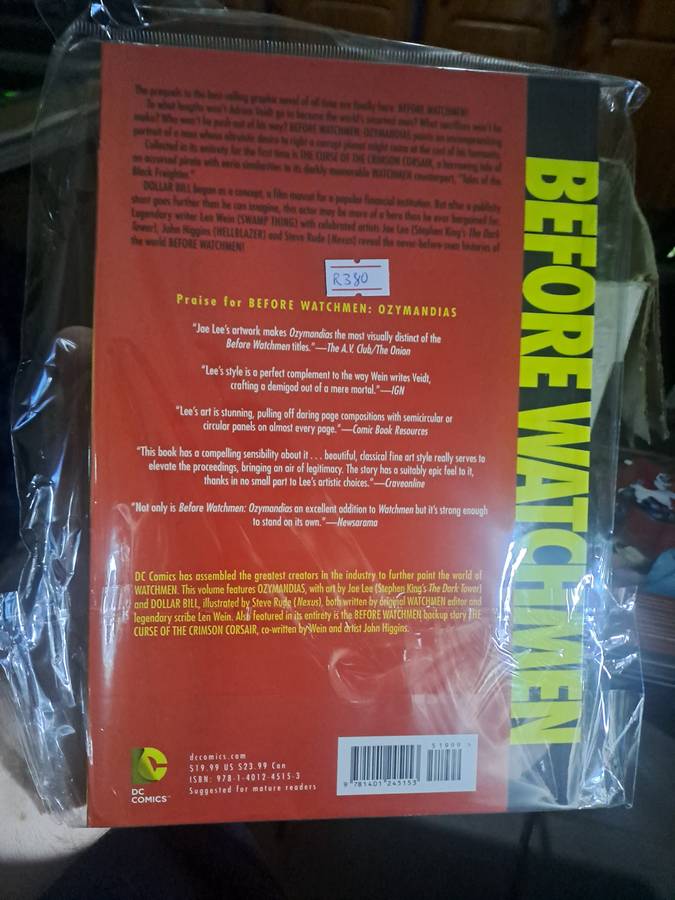 The prequels to the best-selling graphic novel of all time are finally here: BEFORE WATCHMEN!
To what lengths won't Adrian Veidt go to become the world's smartest man? What sacrifices won't he
make? Who won't he push out of his way? BEFORE WATCHMEN: OZYMANDIAS paints an uncompromising
portrait of a man whose altruistic desire to right a corrupt planet might come at the cost of his humanity.
Collected in its entirety for the first time is THE CURSE OF THE CRIMSON CORSAIR, a harrowing tale of
an accursed pirate with eerie similarities to its darkly memorable WATCHMEN counterpart, "Tales of the
Black Freighter."
DOLLAR BILL began as a concept, a film mascot for a popular financial institution. But after a publicity
stunt goes further than he can imagine, this actor may be more of a hero than he ever bargained for.
Legendary writer Len Wein (SWAMP THING) with celebrated artists Jae Lee (Stephen King's The Dark
Tower), John Higgins (HELLBLAZER) and Steve Rude (Nexus) reveal the never-before-seen histories of
the world BEFORE WATCHMEN!
R380
Praise for BEFORE WATCHMEN: OZYMANDIAS
"Jae Lee's artwork makes Ozymandias the most visually distinct of the
Before Watchmen titles."—The A.V. Club/The Onion
"Lee's style is a perfect complement to the way Wein writes Veidt,
crafting a demigod out of a mere mortal."—IGN
"Lee's art is stunning, pulling off daring page compositions with semicircular or
circular panels on almost every page."—Comic Book Resources
"This book has a compelling sensibility about it . . . beautiful, classical fine art style really serves to
elevate the proceedings, bringing an air of legitimacy. The story has a suitably epic feel to it,
thanks in no small part to Lee's artistic choices."—Craveonline
"Not only is Before Watchmen: Ozymandias an excellent addition to Watchmen but it's strong enough
to stand on its own."—Newsarama
DC Comics has assembled the greatest creators in the industry to further paint the world of
WATCHMEN. This volume features OZYMANDIAS, with art by Jae Lee (Stephen King's The Dark Tower)
and DOLLAR BILL, illustrated by Steve Rude (Nexus), both written by original WATCHMEN editor and
legendary scribe Len Wein. Also featured in its entirety is the BEFORE WATCHMEN backup story THE
CURSE OF THE CRIMSON CORSAIR, co-written by Wein and artist John Higgins.
DC
COMICS™
dccomics.com
$19.99 US $23.99 Can
ISBN: 978-1-4012-4515-3
Suggested for mature readers
51999
9 781401 245153
BEFORE WATCHMEN